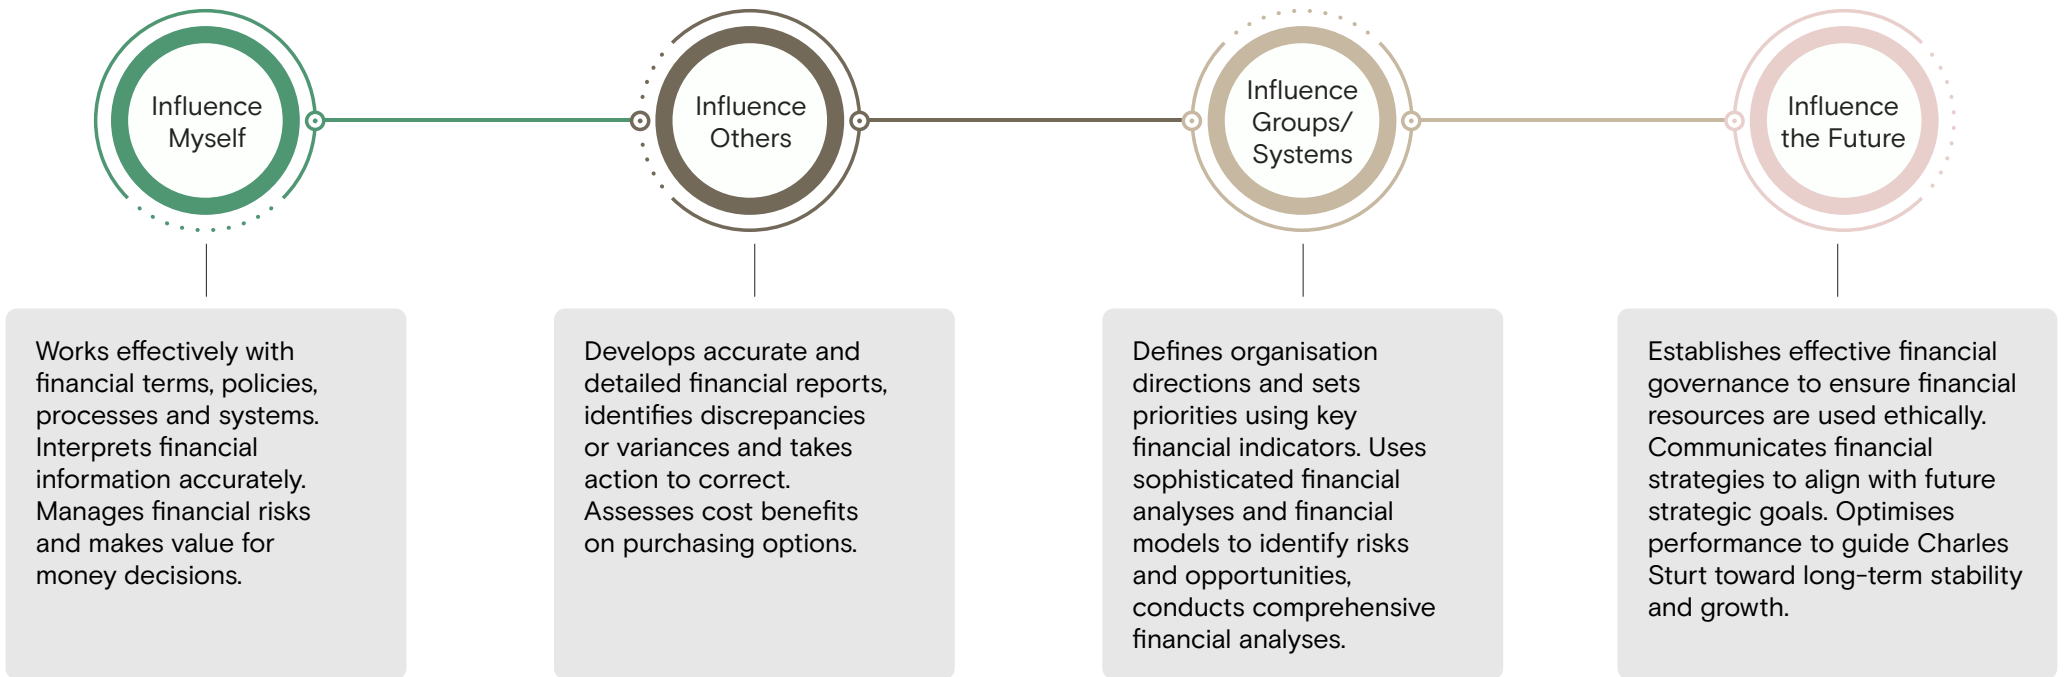 Influence
Myself
Influence
Others
Influence
Groups/
Systems
Influence
the Future
Works effectively with
financial terms, policies,
processes and systems.
Interprets financial
information accurately.
Manages financial risks
and makes value for
money decisions.
Develops accurate and
detailed financial reports,
identifies discrepancies
or variances and takes
action to correct.
Assesses cost benefits
on purchasing options.
Defines organisation
directions and sets
priorities using key
financial indicators. Uses
sophisticated financial
analyses and financial
models to identify risks
and opportunities,
conducts comprehensive
financial analyses.
Establishes effective financial
governance to ensure financial
resources are used ethically.
Communicates financial
strategies to align with future
strategic goals. Optimises
performance to guide Charles
Sturt toward long-term stability
and growth.